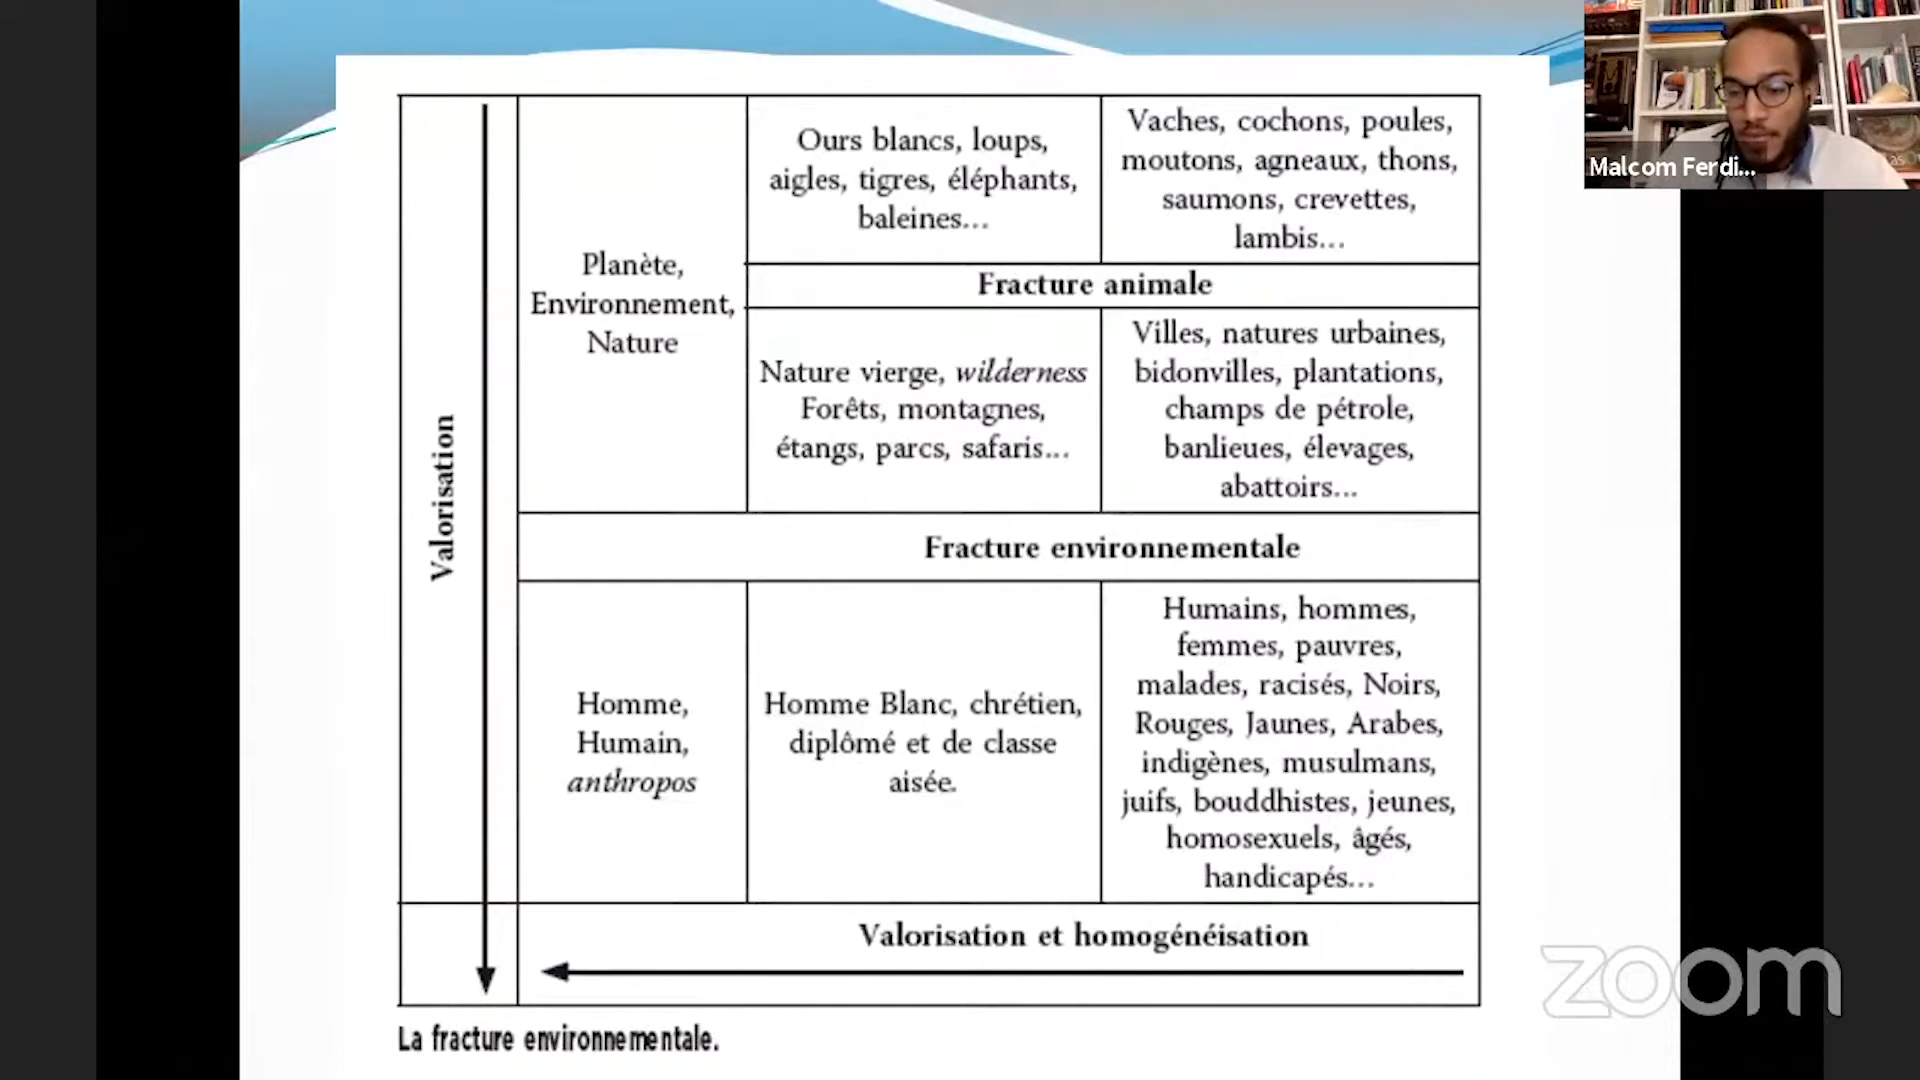 Valorisation
Planète,
Environnement,
Nature
Ours blancs, loups,
aigles, tigres, éléphants,
baleines...
Vaches, cochons, poules,
moutons, agneaux, thons,
saumons, crevettes,
lambis...
Fracture animale
Nature vierge, wilderness
Forêts, montagnes,
étangs, parcs, safaris...
Villes, natures urbaines,
bidonvilles, plantations,
champs de pétrole,
banlieues, élevages,
abattoirs...
Fracture environnementale
Homme,
Humain,
anthropos
Homme Blanc, chrétien,
diplômé et de classe
aisée.
Humains, hommes,
femmes, pauvres,
malades, racisés, Noirs,
Rouges, Jaunes, Arabes,
indigènes, musulmans,
juifs, bouddhistes, jeunes,
homosexuels, âgés,
handicapés...
Valorisation et homogénéisation
La fracture environnementale.
Malcom Ferdi...
zoom